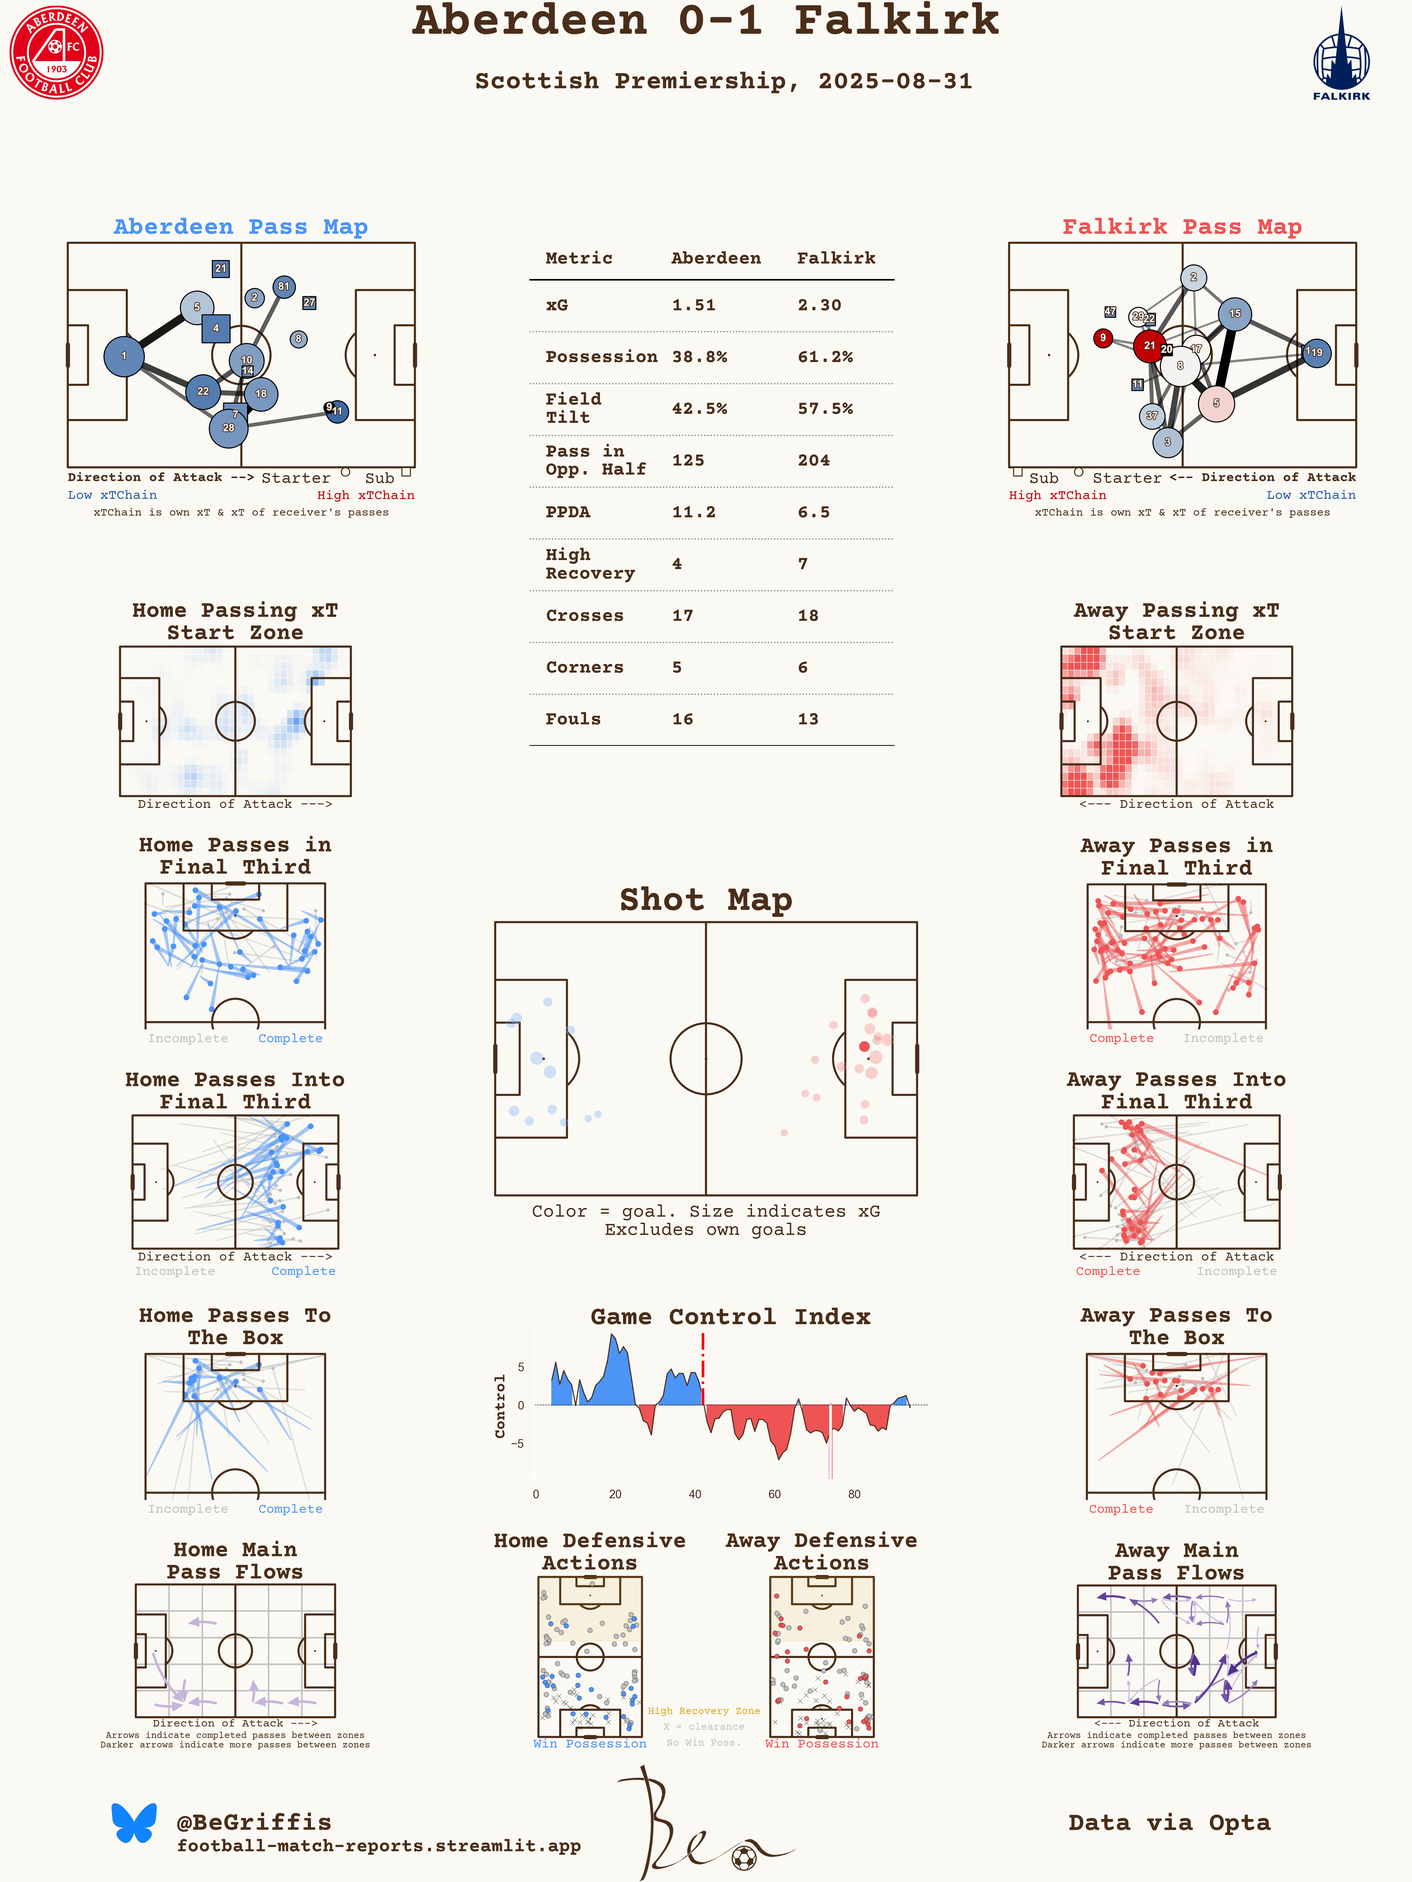 Aberdeen 0-1 Falkirk
Scottish Premiership, 2025-08-31
ABERDEEN
FC
1903
FOOTBALL CLUB
FALKIRK
Aberdeen Pass Map
21
81
2
27
5
4
8
1
10
14
22
18
7
9
11
28
Direction of Attack --> Starter Sub
Low xTChain High xTChain
xTChain is own xT & xT of receiver's passes
Metric Aberdeen Falkirk
xG 1.51 2.30
Possession 38.8% 61.2%
Field
Tilt 42.5% 57.5%
Pass in
Opp. Half 125 204
PPDA 11.2 6.5
High
Recovery 4 7
Crosses 17 18
Corners 5 6
Fouls 16 13
Falkirk Pass Map
2
47
29
22
15
9
21
20
17
19
8
11
5
37
3
Sub Starter <-- Direction of Attack
High xTChain Low xTChain
xTChain is own xT & xT of receiver's passes
Home Passing xT
Start Zone
Direction of Attack --->
Away Passing xT
Start Zone
<--- Direction of Attack
Home Passes in
Final Third
Incomplete Complete
Away Passes in
Final Third
Complete Incomplete
Shot Map
Color = goal. Size indicates xG
Excludes own goals
Home Passes Into
Final Third
Direction of Attack --->
Incomplete Complete
Away Passes Into
Final Third
<--- Direction of Attack
Complete Incomplete
Home Passes To
The Box
Incomplete Complete
Game Control Index
Control
5
0
−5
0 20 40 60 80
Away Passes To
The Box
Complete Incomplete
Home Main
Pass Flows
Direction of Attack --->
Arrows indicate completed passes between zones
Darker arrows indicate more passes between zones
Home Defensive
Actions
Win Possession
Away Defensive
Actions
Win Possession
High Recovery Zone
X = clearance
No Win Poss.
Away Main
Pass Flows
<--- Direction of Attack
Arrows indicate completed passes between zones
Darker arrows indicate more passes between zones
@BeGriffis
football-match-reports.streamlit.app
Ben
Data via Opta